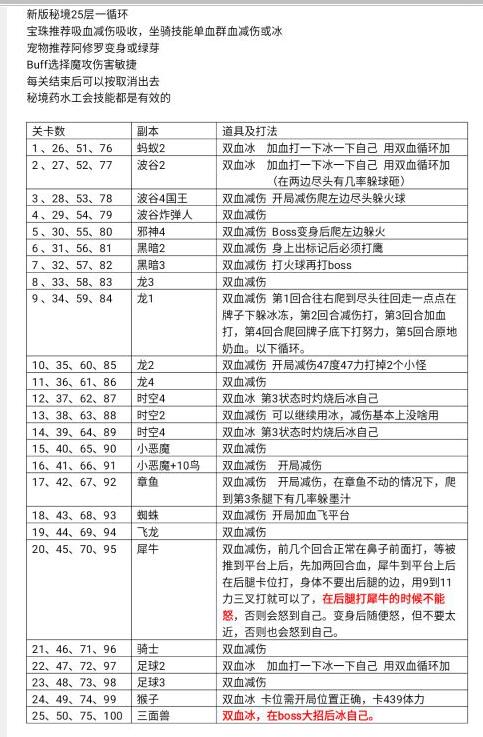 新版秘境25层一循环
宝珠推荐吸血减伤吸收，坐骑技能单血群血减伤或冰
宠物推荐阿修罗变身或绿芽
Buff选择魔攻伤害敏捷
每关结束后可以按取消出去
秘境药水工会技能都是有效的
关卡数 副本 道具及打法
1、26、51、76 蚂蚁2 双血冰 加血打一下冰一下自己 用双血循环加
2、27、52、77 波谷2 双血冰 加血打一下冰一下自己 用双血循环加
（在两边尽头有几率躲球砸）
3、28、53、78 波谷4国王 双血减伤 开局减伤爬左边尽头躲火球
4、29、54、79 波谷炸弹人 双血减伤
5、30、55、80 邪神4 双血减伤 Boss变身后爬左边躲火
6、31、56、81 黑暗2 双血减伤 身上出标记后必须打鹰
7、32、57、82 黑暗3 双血减伤 打火球再打boss
8、33、58、83 龙3 双血减伤
9、34、59、84 龙1 双血减伤 第1回合往右爬到尽头往回走一点点在
牌子下躲冰冻，第2回合减伤打，第3回合加血
打，第4回合爬回牌子底下打努力，第5回合原地
奶血。以下循环。
10、35、60、85 龙2 双血减伤 开局减伤47度47力打掉2个小怪
11、36、61、86 龙4 双血减伤
12、37、62、87 时空4 双血冰 第3状态时灼烧后冰自己
13、38、63、88 时空2 双血减伤 可以继续用冰，减伤基本上没啥用
14、39、64、89 时空4 双血冰 第3状态时灼烧后冰自己
15、40、65、90 小恶魔 双血减伤
16、41、66、91 小恶魔+10鸟 双血减伤 开局减伤
17、42、67、92 章鱼 双血减伤 开局减伤，在章鱼不动的情况下，爬
到第3条腿下有几率躲墨汁
18、43、68、93 蜘蛛 双血减伤 开局加血飞平台
19、44、69、94 飞龙 双血减伤
20、45、70、95 犀牛 双血减伤，前几个回合正常在鼻子前面打，等被
推到平台上后，先加两回合血，犀牛到平台上后
在后腿卡位打，身体不要出后腿的边，用9到11
力三叉打就可以了，在后腿打犀牛的时候不能
怒，否则会怒到自己。变身后随便怒，但不要太
近，否则也会怒到自己。
21、46、71、96 骑士 双血减伤
22、47、72、97 足球2 双血冰 加血打一下冰一下自己 用双血循环加
23、48、73、98 足球3 双血减伤
24、49、74、99 猴子 双血冰 卡位需开局位置正确，卡439体力
25、50、75、100 三面兽 双血冰，在boss大招后冰自己。